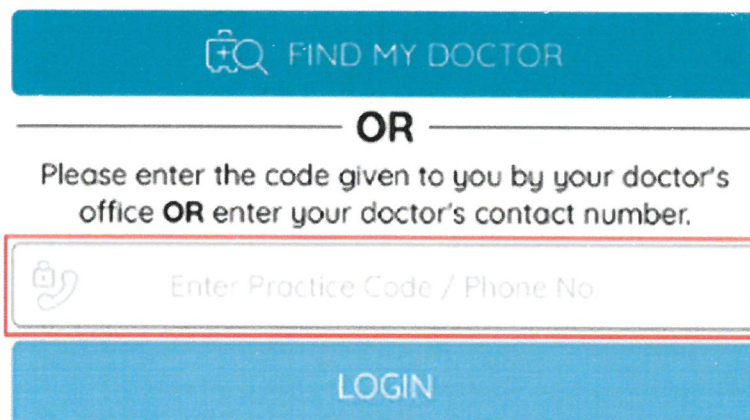 FIND MY DOCTOR
OR
Please enter the code given to you by your doctor's
office OR enter your doctor's contact number.
Enter Practice Code / Phone No.
LOGIN